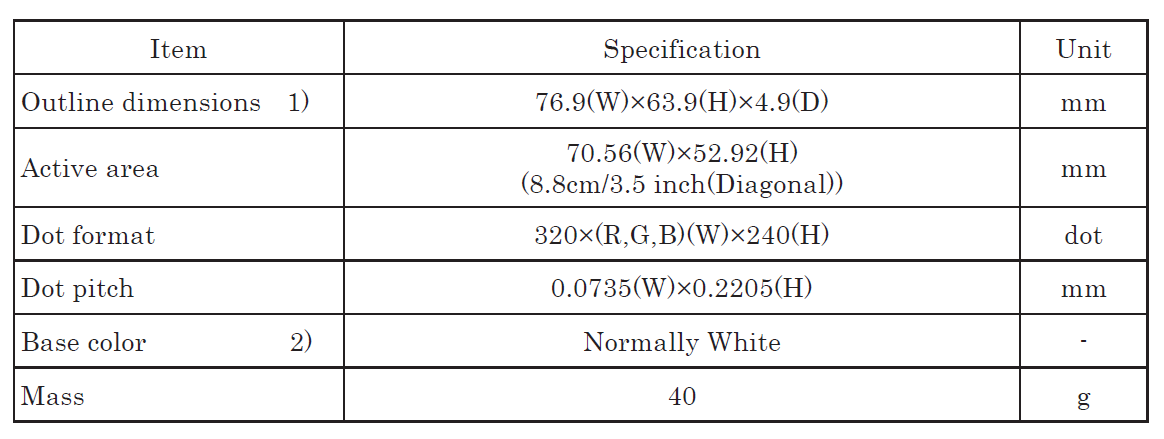 Item Specification Unit
Outline dimensions 1) 76.9(W)×63.9(H)×4.9(D) mm
Active area 70.56(W)×52.92(H)
(8.8cm/3.5 inch(Diagonal)) mm
Dot format 320×(R,G,B)(W)×240(H) dot
Dot pitch 0.0735(W)×0.2205(H) mm
Base color 2) Normally White -
Mass 40 g